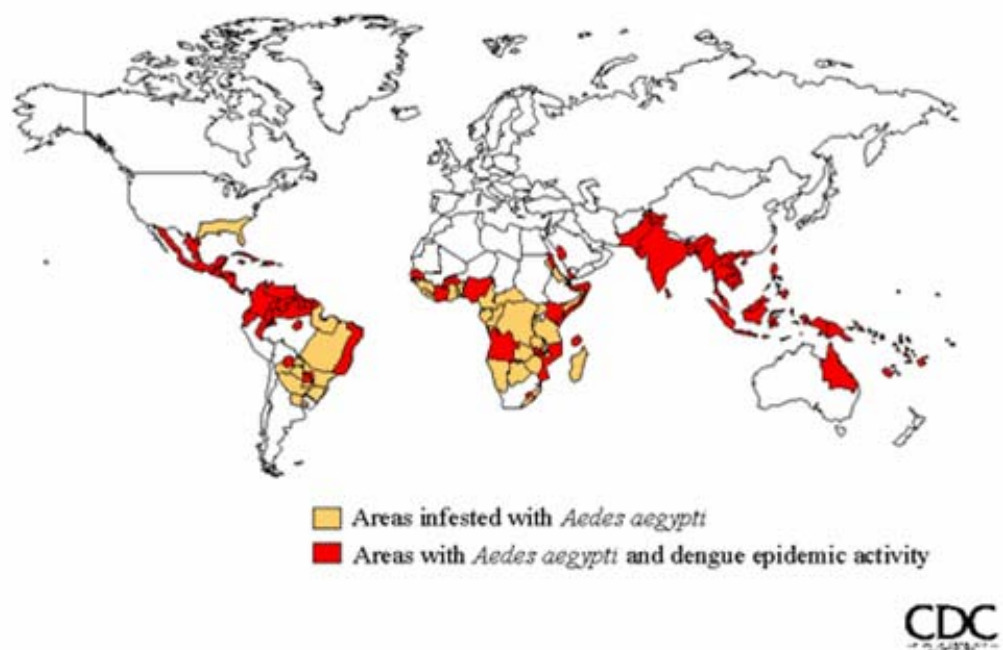 Areas infested with Aedes aegypti
Areas with Aedes aegypti and dengue epidemic activity
CDC